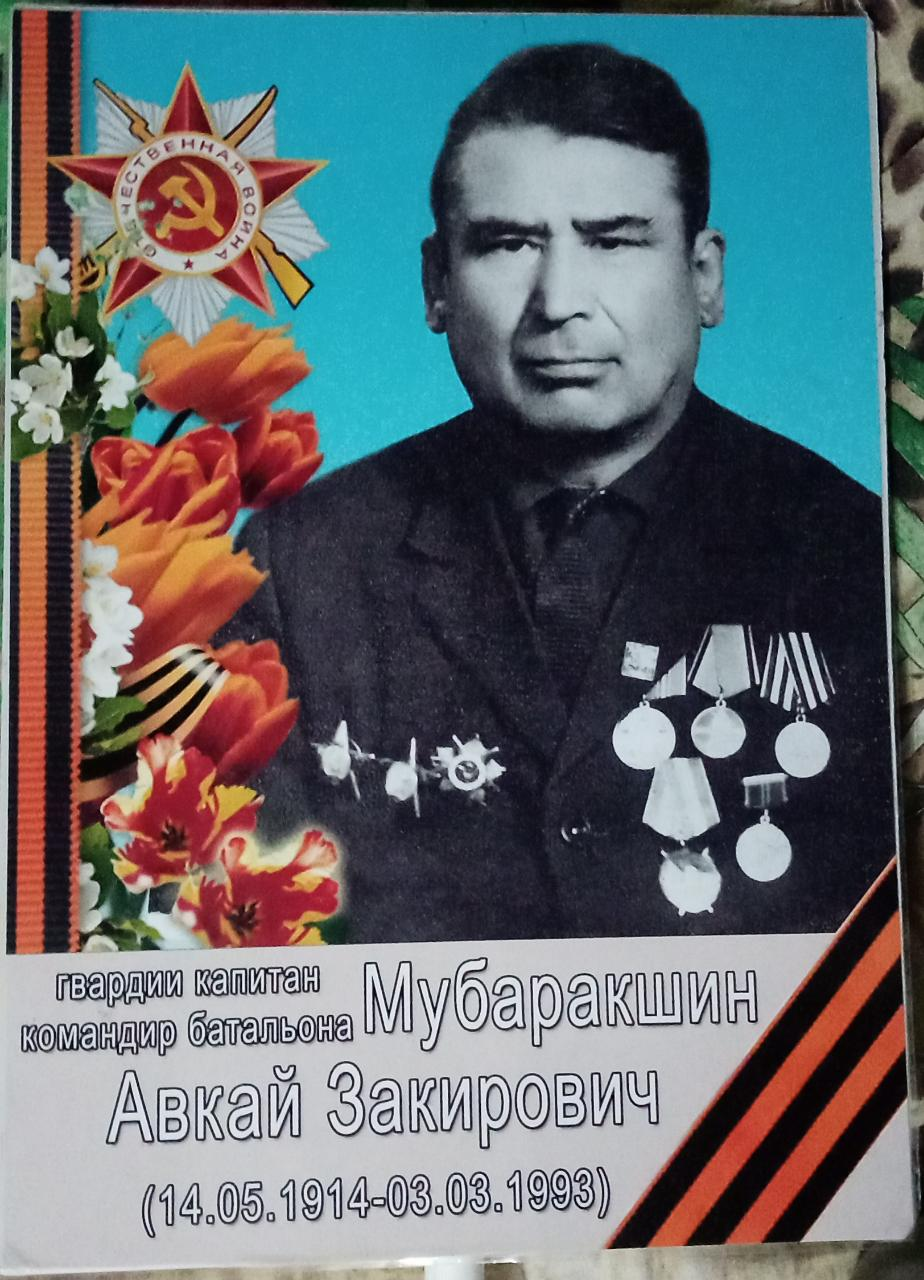 ОТЕЧЕСТВЕННАЯ ВОЙНА
гвардии капитан
командир батальона Мубаракшин
Авкай Закирович
(14.05.1914-03.03.1993)